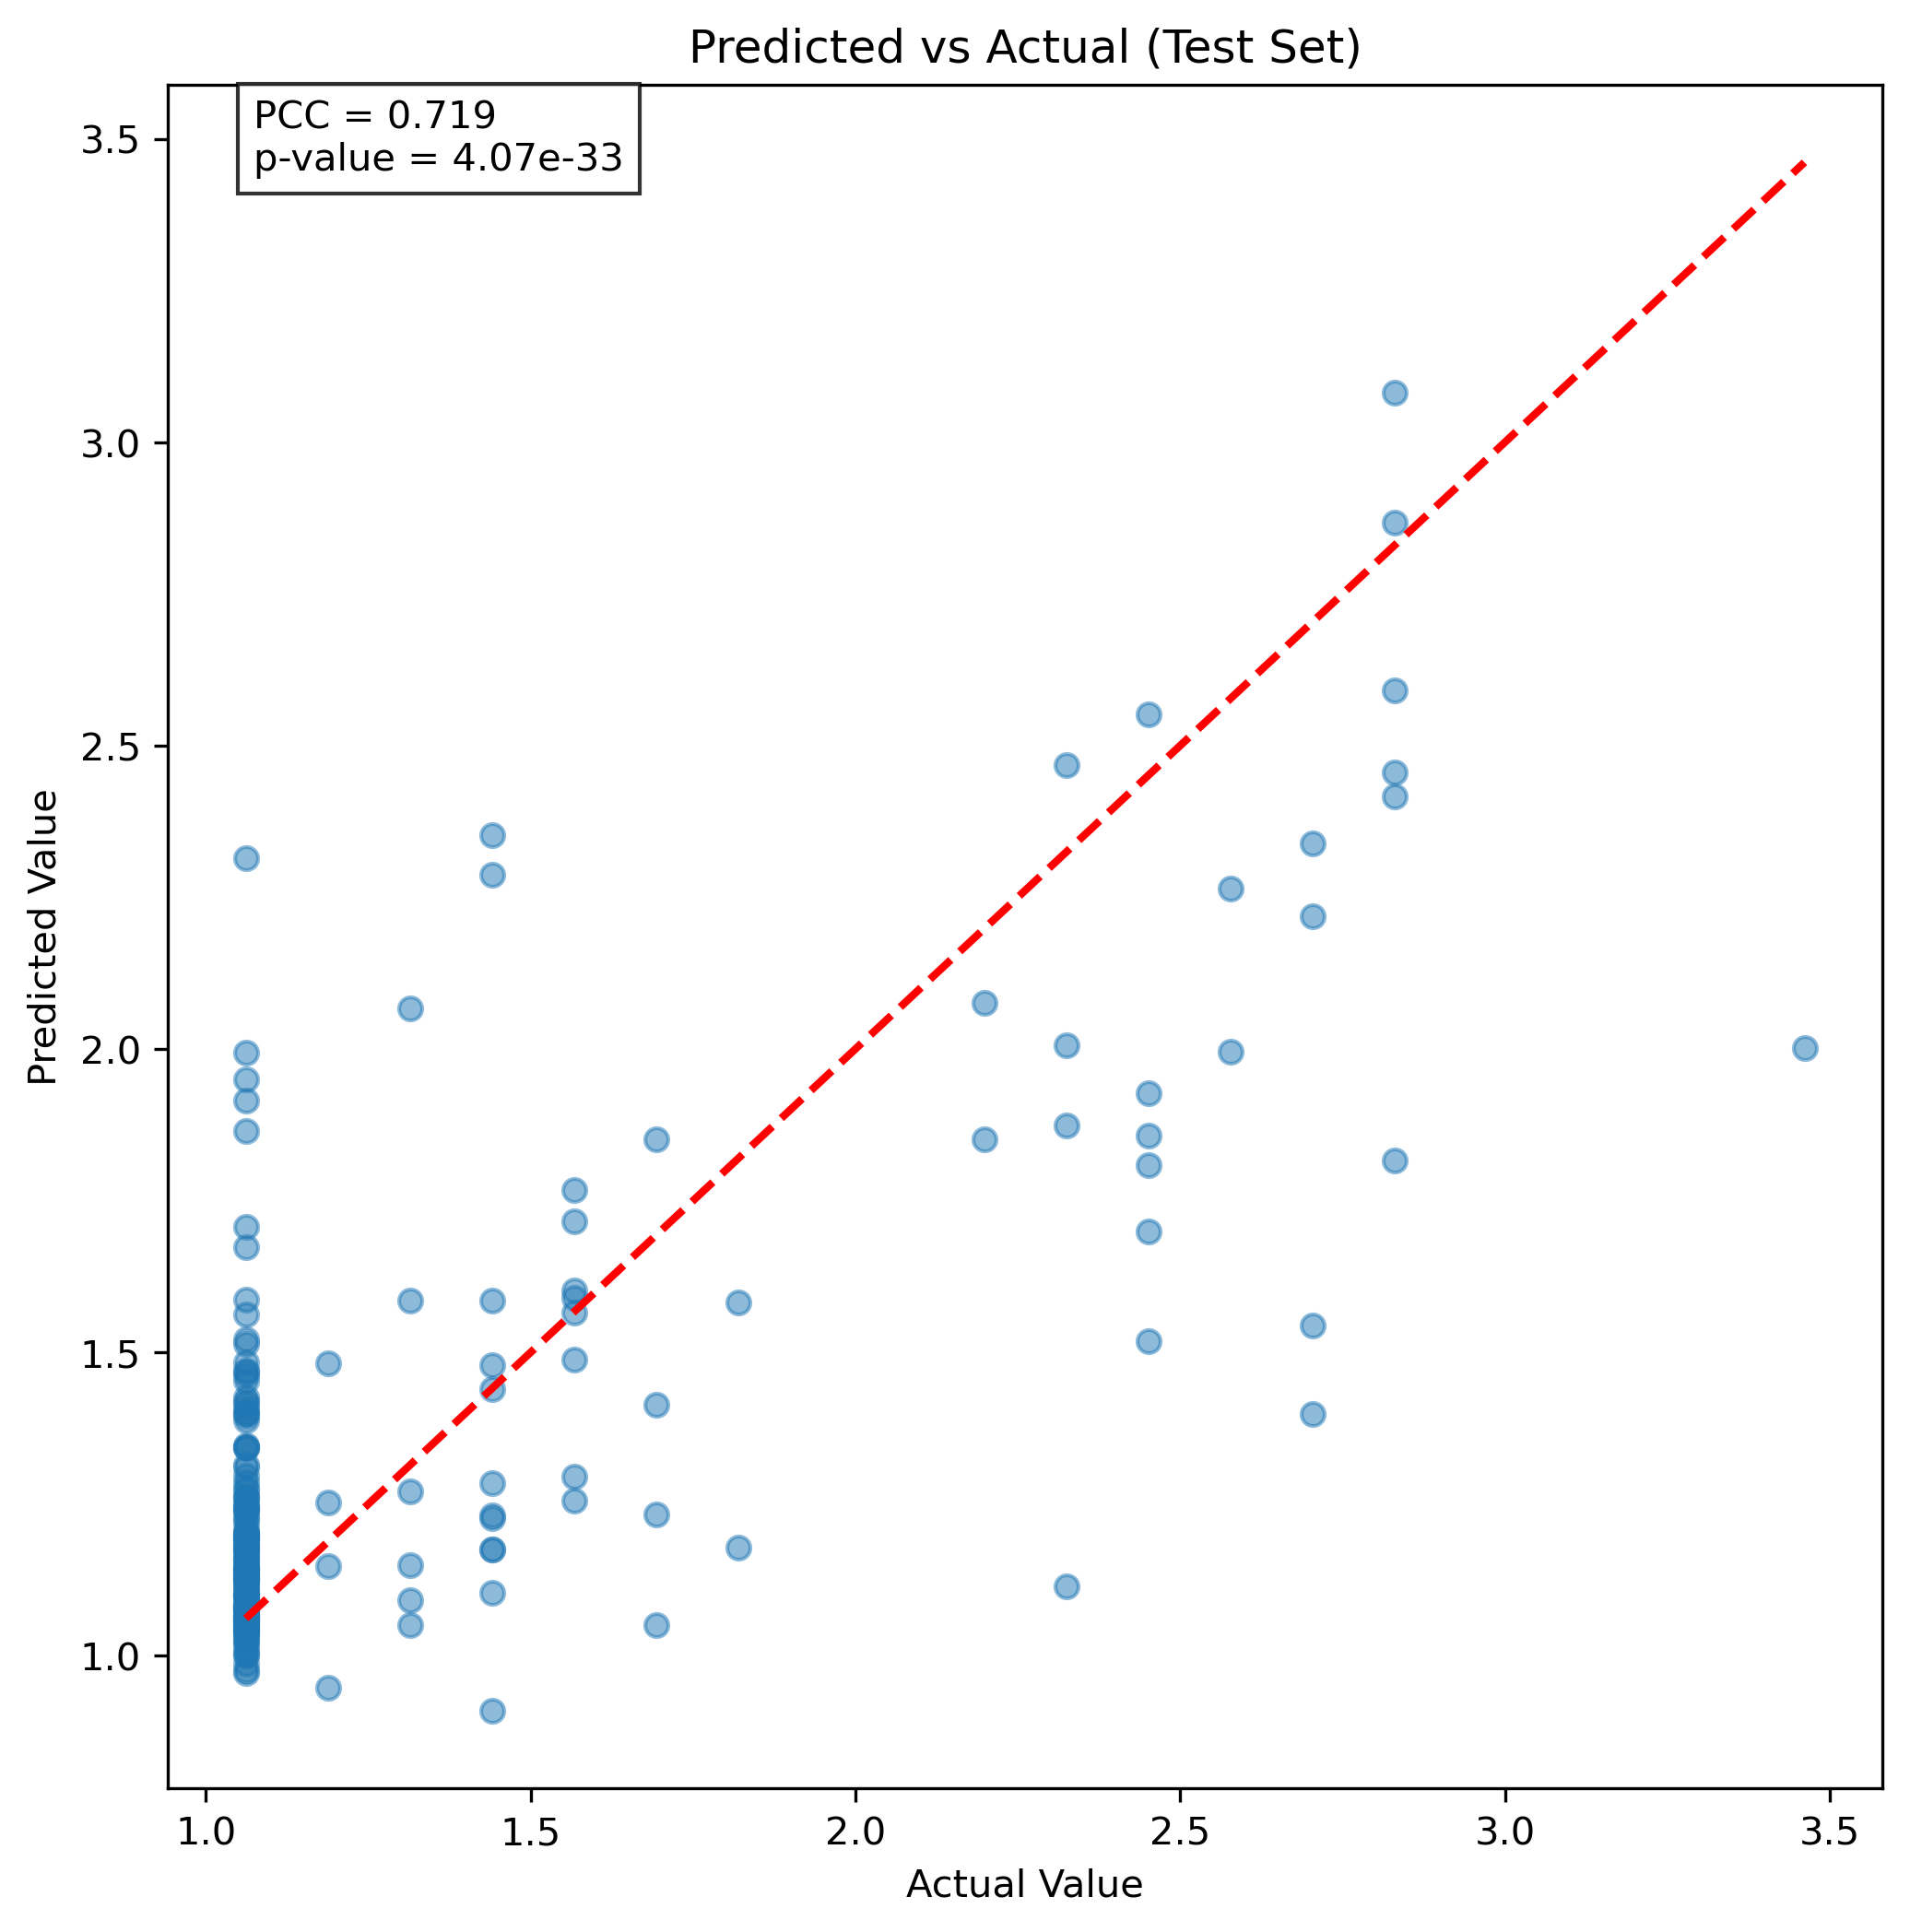 Predicted vs Actual (Test Set)
PCC = 0.719
p-value = 4.07e-33
3.5
3.0
2.5
2.0
1.5
1.0
Predicted Value
1.0 1.5 2.0 2.5 3.0 3.5
Actual Value